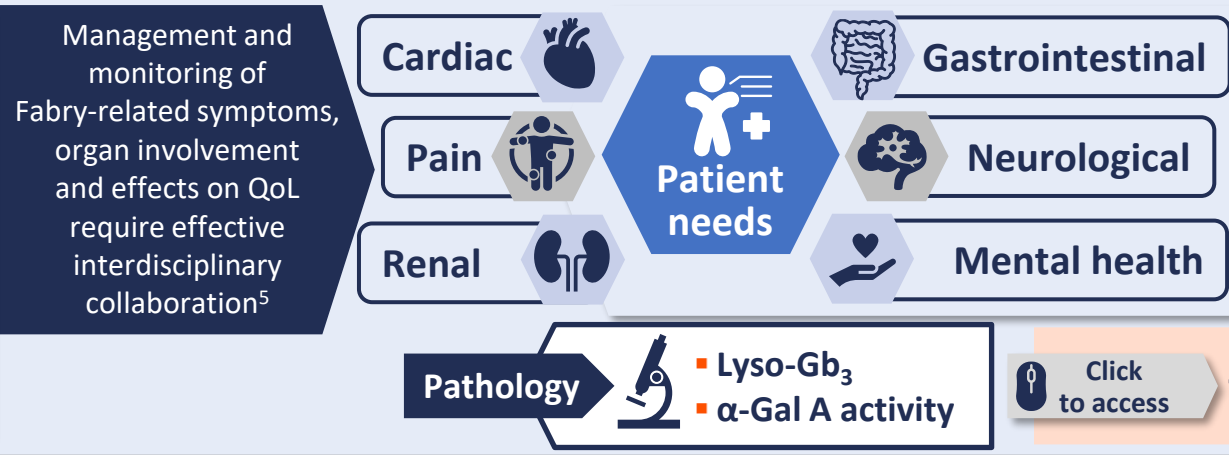 Management and
monitoring of
Fabry-related symptoms,
organ involvement
and effects on QoL
require effective
interdisciplinary
collaboration⁵
Cardiac
Pain
Renal
Patient
needs
Gastrointestinal
Neurological
Mental health
Pathology
▪ Lyso-Gb₃
▪ α-Gal A activity
Click
to access